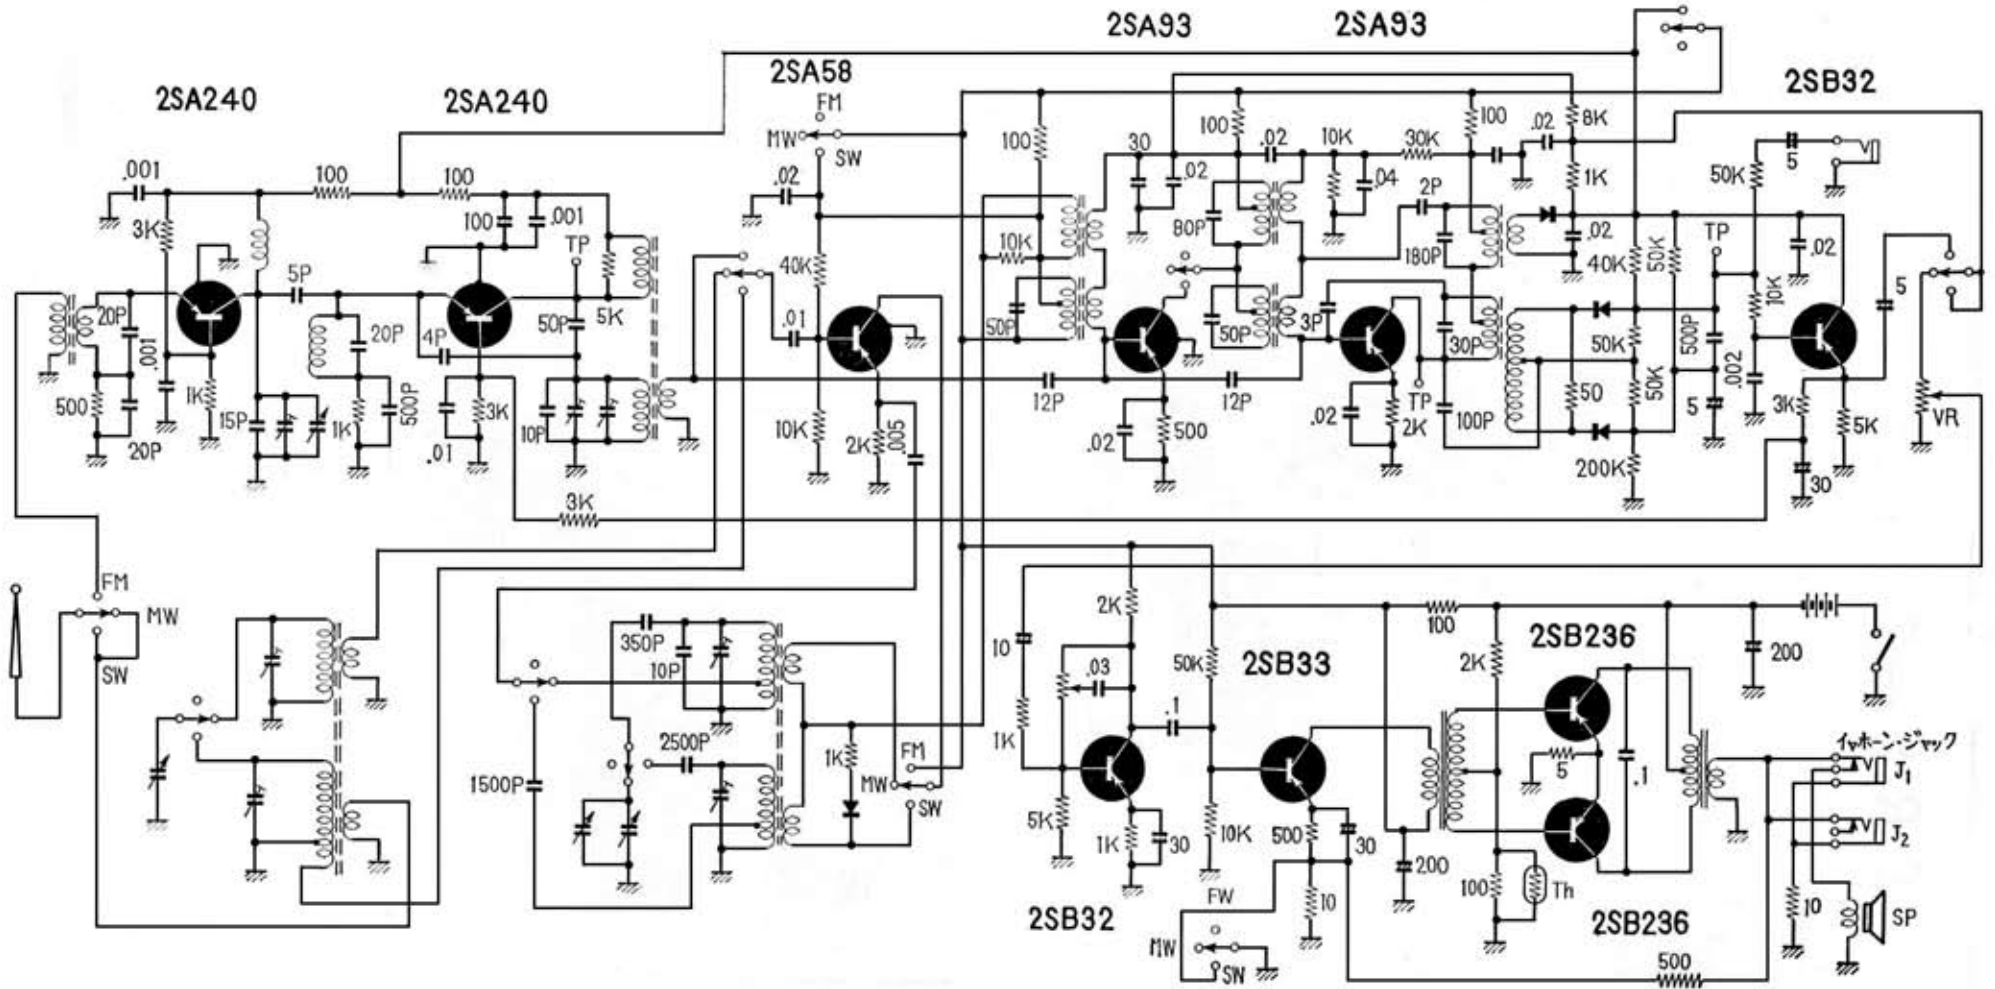 2SA93
2SA93
2SA240
2SA240
2SA58
2SB32
FM
MW
SW
.001
100
100
3K
100
.001
TP
5P
20P
.001
20P
4P
50P
5K
500
1K
15P
1K
500P
3K
10P
.01
20P
3K
.02
40K
.01
10K
2K
.005
100
30
.02
100
.02
10K
30K
100
.02
8K
.04
2P
1K
50K
5
10K
80P
180P
.02
40K
50K
TP
.02
10K
5
50P
50P
3P
30P
50K
500P
.002
12P
12P
TP
50
50K
5
3K
VR
.02
500
.02
2K
100P
200K
5K
30
FM
MW
SW
350P
10P
2500P
1500P
1K
FM
MW
SW
10
2K
.03
50K
2SB33
100
2K
2SB236
200
1K
.1
5
.1
イヤホーン・ジャック
J1
J2
5K
1K
30
10K
500
30
200
100
Th
10
2SB32
FW
MW
SW
2SB236
500
10
SP